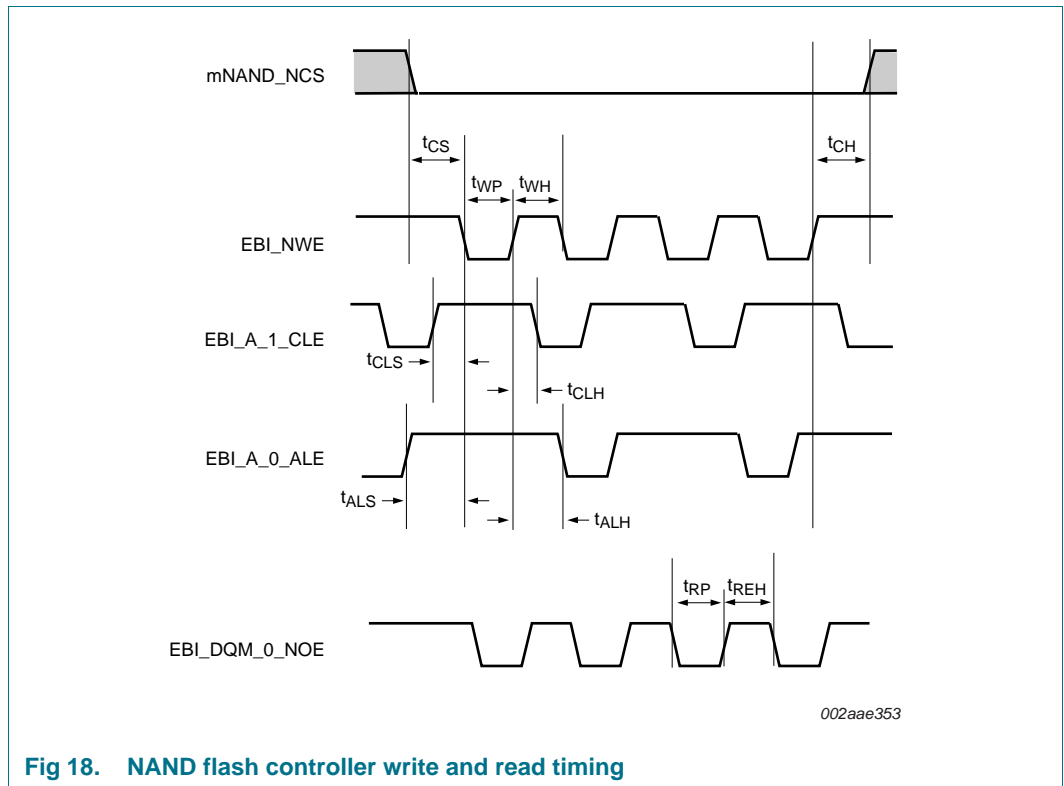 mNAND_NCS
tCS
tCH
tWP
tWH
EBI_NWE
EBI_A_1_CLE
tCLS
tCLH
EBI_A_0_ALE
tALS
tALH
tRP
tREH
EBI_DQM_0_NOE
002aae353
Fig 18. NAND flash controller write and read timing